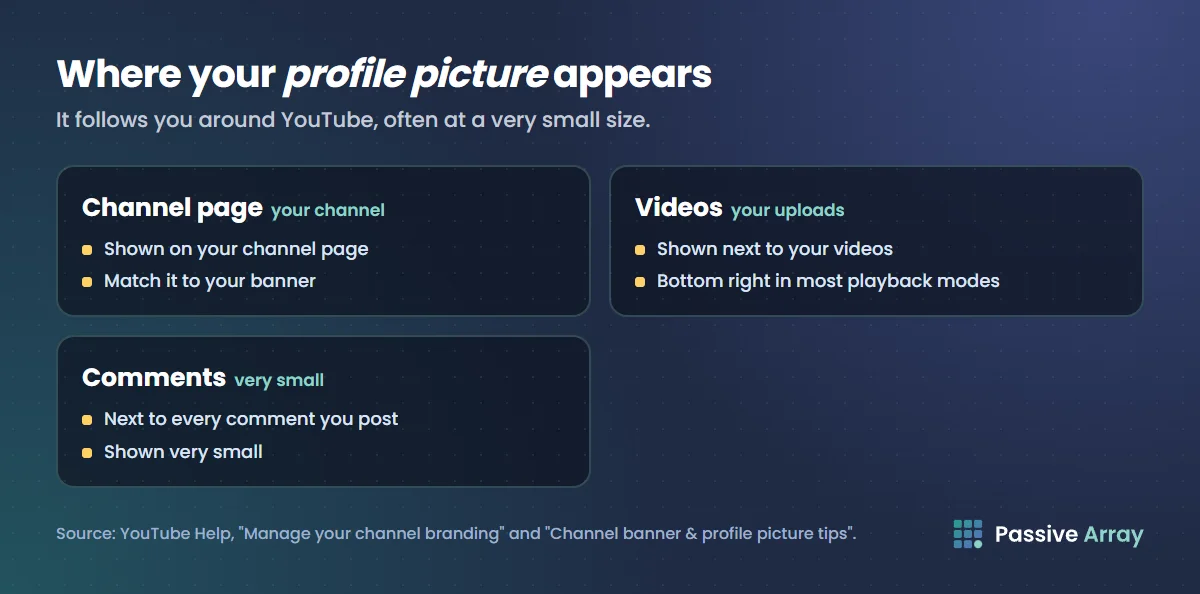 Where your profile picture appears
It follows you around YouTube, often at a very small size.
Channel page your channel
Shown on your channel page
Match it to your banner
Videos your uploads
Shown next to your videos
Bottom right in most playback modes
Comments very small
Next to every comment you post
Shown very small
Source: YouTube Help, "Manage your channel branding" and "Channel banner & profile picture tips".
Passive Array